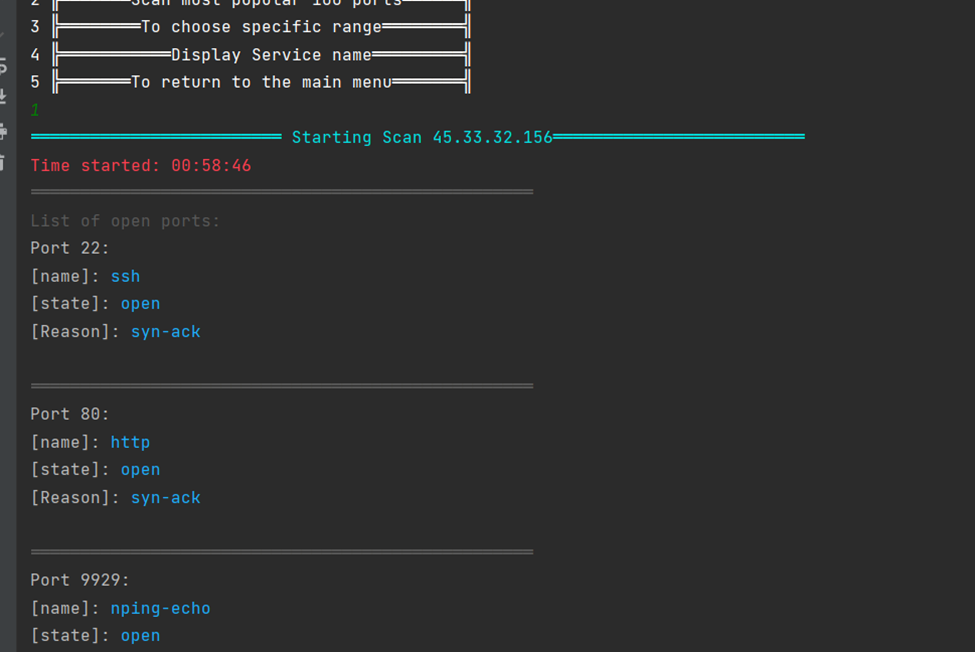 2 ╠═══════Scan most popular 100 ports══════╣
3 ╠════════To choose specific range════════╣
4 ╠═══════════Display Service name═════════╣
5 ╠═══════To return to the main menu═══════╣
1
═════════════════════════ Starting Scan 45.33.32.156═════════════════════════
Time started: 00:58:46
══════════════════════════════════════════════════
List of open ports:
Port 22:
[name]: ssh
[state]: open
[Reason]: syn-ack
══════════════════════════════════════════════════
Port 80:
[name]: http
[state]: open
[Reason]: syn-ack
══════════════════════════════════════════════════
Port 9929:
[name]: nping-echo
[state]: open